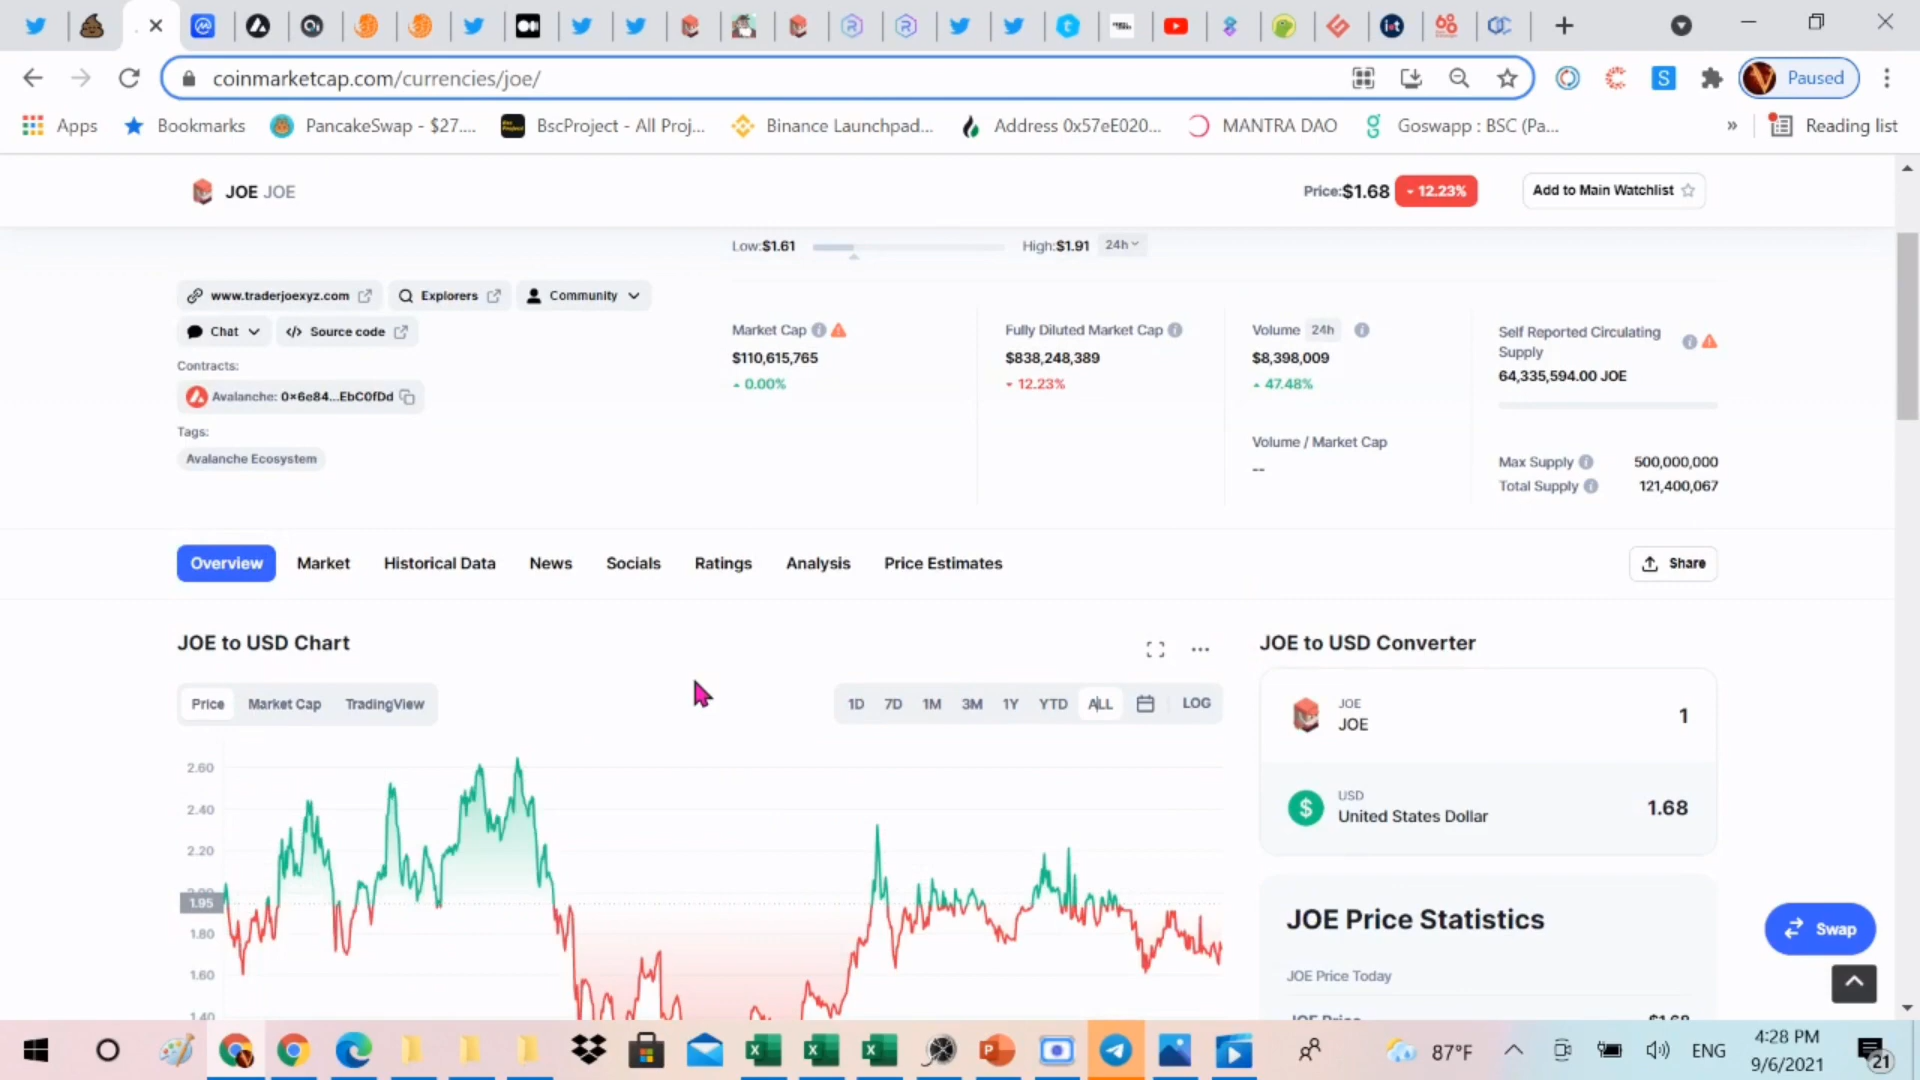 coinmarketcap.com/currencies/joe/
Paused
Apps
Bookmarks
PancakeSwap - $27....
BscProject - All Proj...
Binance Launchpad...
Address 0x57eE020...
MANTRA DAO
Goswapp : BSC (Pa...
»
Reading list
JOE JOE
Price:$1.68
12.23%
Add to Main Watchlist
Low:$1.61
High:$1.91
24h
www.traderjoexyz.com
Explorers
Community
Chat
</> Source code
Contracts:
Avalanche: 0x6e84...EbC0fDd
Tags:
Avalanche Ecosystem
Market Cap
$110,615,765
0.00%
Fully Diluted Market Cap
$838,248,389
12.23%
Volume 24h
$8,398,009
47.48%
Volume / Market Cap
--
Self Reported Circulating
Supply
64,335,594.00 JOE
Max Supply 500,000,000
Total Supply 121,400,067
Overview
Market
Historical Data
News
Socials
Ratings
Analysis
Price Estimates
Share
JOE to USD Chart
Price
Market Cap
TradingView
1D
7D
1M
3M
1Y
YTD
ALL
LOG
2.60
2.40
2.20
1.95
1.80
1.60
1.40
JOE to USD Converter
JOE
JOE
1
USD
United States Dollar
1.68
JOE Price Statistics
JOE Price Today
JOE Price
$1.68
Swap
87°F
ENG
4:28 PM
9/6/2021
21